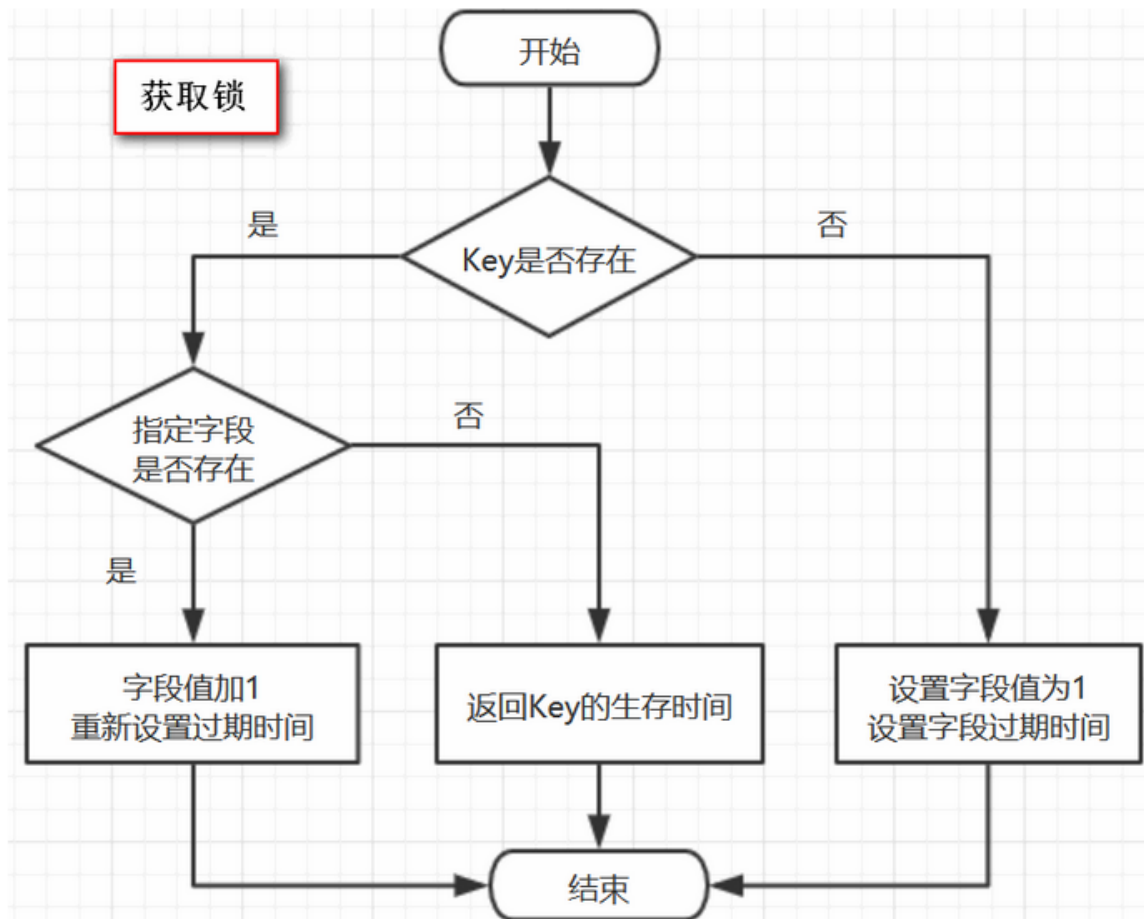 开始
获取锁
是
否
Key是否存在
指定字段
是否存在
否
是
字段值加1
重新设置过期时间
返回Key的生存时间
设置字段值为1
设置字段过期时间
结束